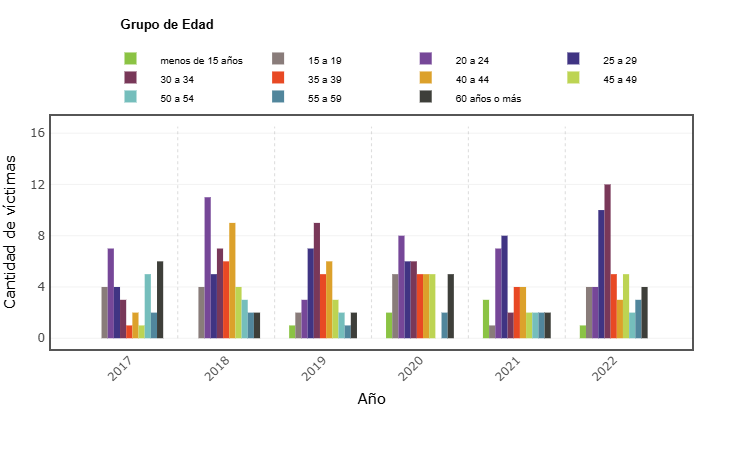 Grupo de Edad
menos de 15 años 15 a 19 20 a 24 25 a 29
30 a 34 35 a 39 40 a 44 45 a 49
50 a 54 55 a 59 60 años o más
16
12
8
4
0
Cantidad de víctimas
2017 2018 2019 2020 2021 2022
Año